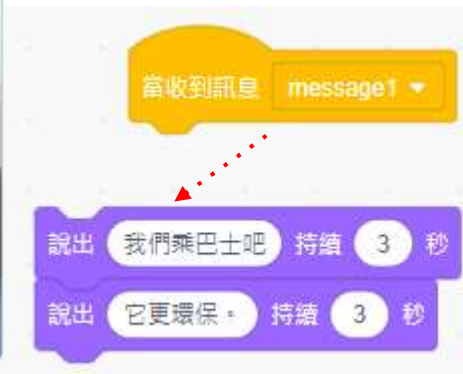 當收到訊息 message1
說出 我們乘巴士吧 持續 3 秒
說出 它更環保。 持續 3 秒